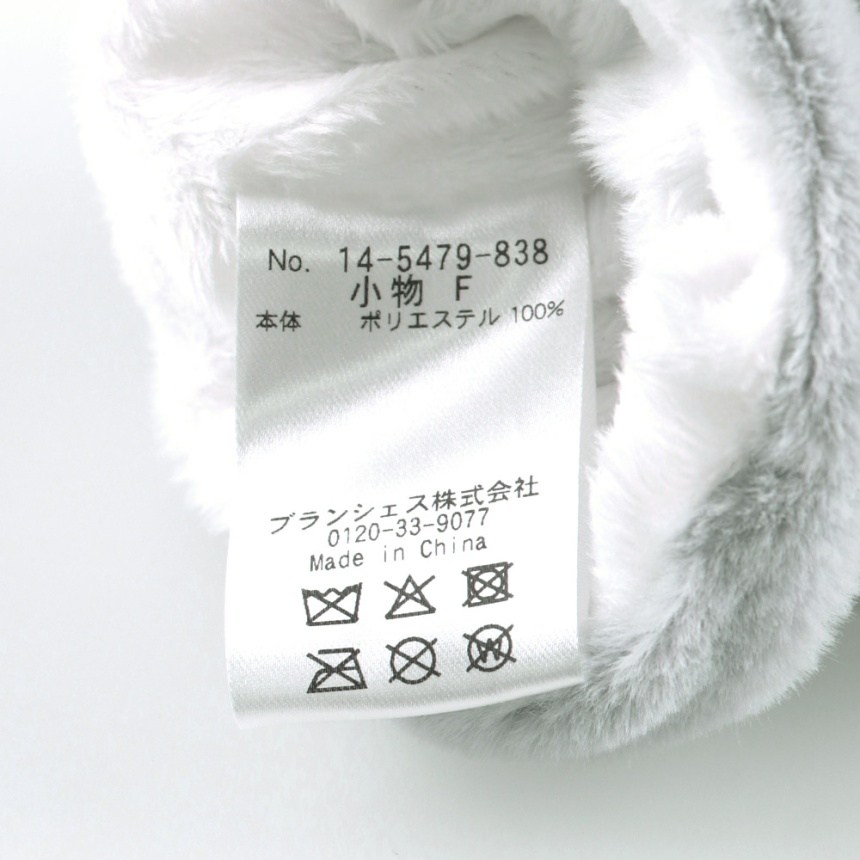 No. 14-5479-838
小物 F
本体 ポリエステル 100%
ブランシェス株式会社
0120-33-9077
Made in China
W